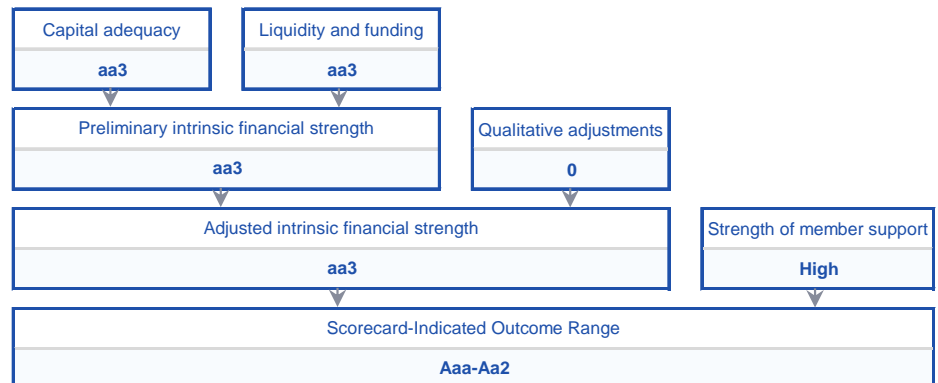 Capital adequacy
Liquidity and funding
aa3
aa3
Preliminary intrinsic financial strength
Qualitative adjustments
aa3
0
Adjusted intrinsic financial strength
Strength of member support
aa3
High
Scorecard-Indicated Outcome Range
Aaa-Aa2